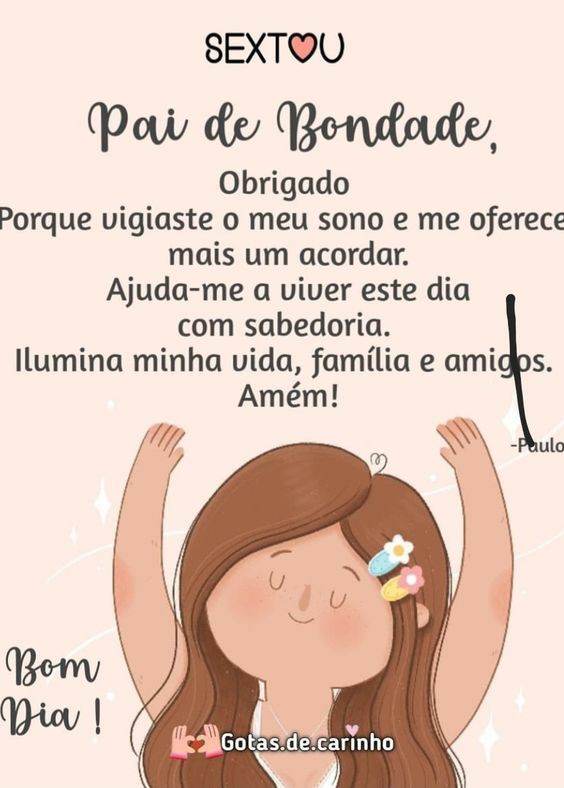 SEXTOU
Pai de Bondade,
Obrigado
Porque vigiaste o meu sono e me oferece
mais um acordar.
Ajuda-me a viver este dia
com sabedoria.
Ilumina minha vida, família e amigos.
Amém!
-Paulo
Bom
Dia !
Gotas.de.carinho